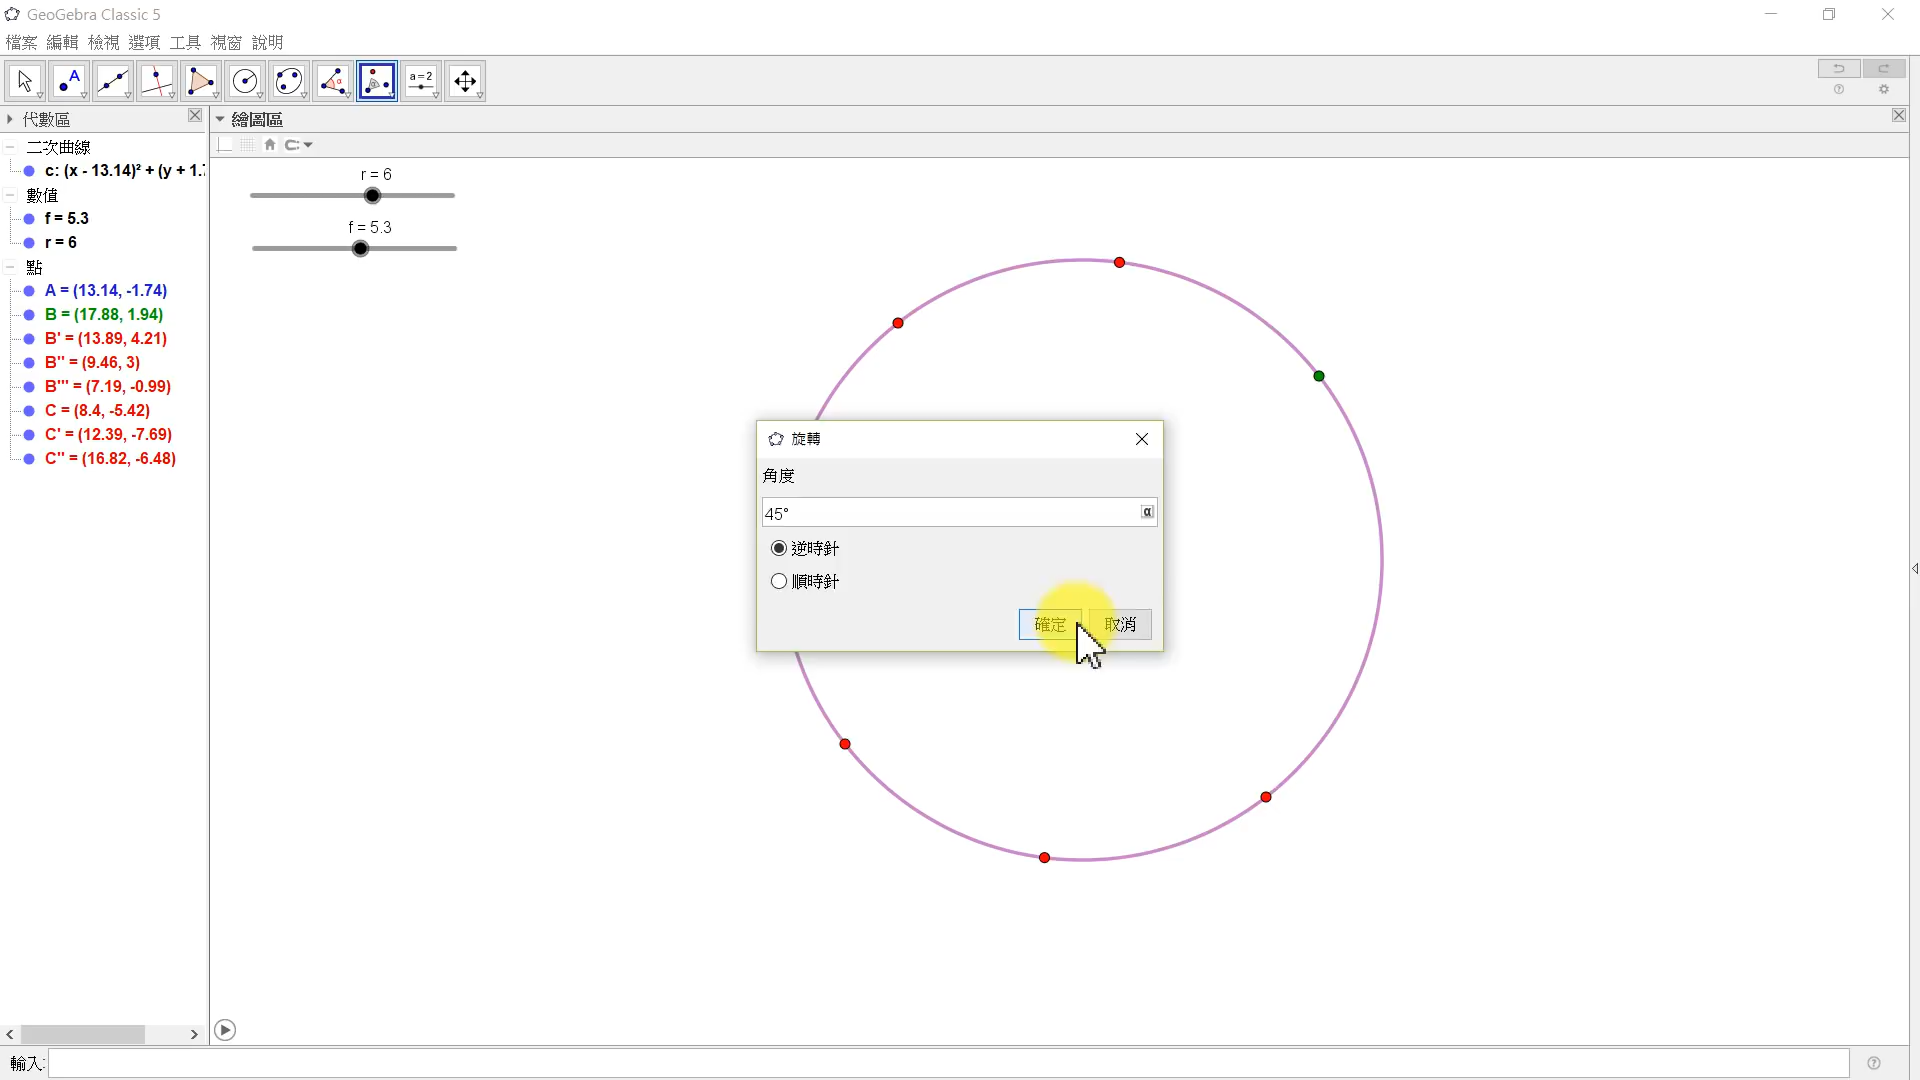 GeoGebra Classic 5
檔案 編輯 檢視 選項 工具 視窗 說明
A
α
a=2
代數區
繪圖區
二次曲線
c: (x - 13.14)² + (y + 1.
數值
f = 5.3
r = 6
點
A = (13.14, -1.74)
B = (17.88, 1.94)
B' = (13.89, 4.21)
B'' = (9.46, 3)
B''' = (7.19, -0.99)
C = (8.4, -5.42)
C' = (12.39, -7.69)
C'' = (16.82, -6.48)
r = 6
f = 5.3
旋轉
角度
45°
α
逆時針
順時針
確定
取消
輸入: